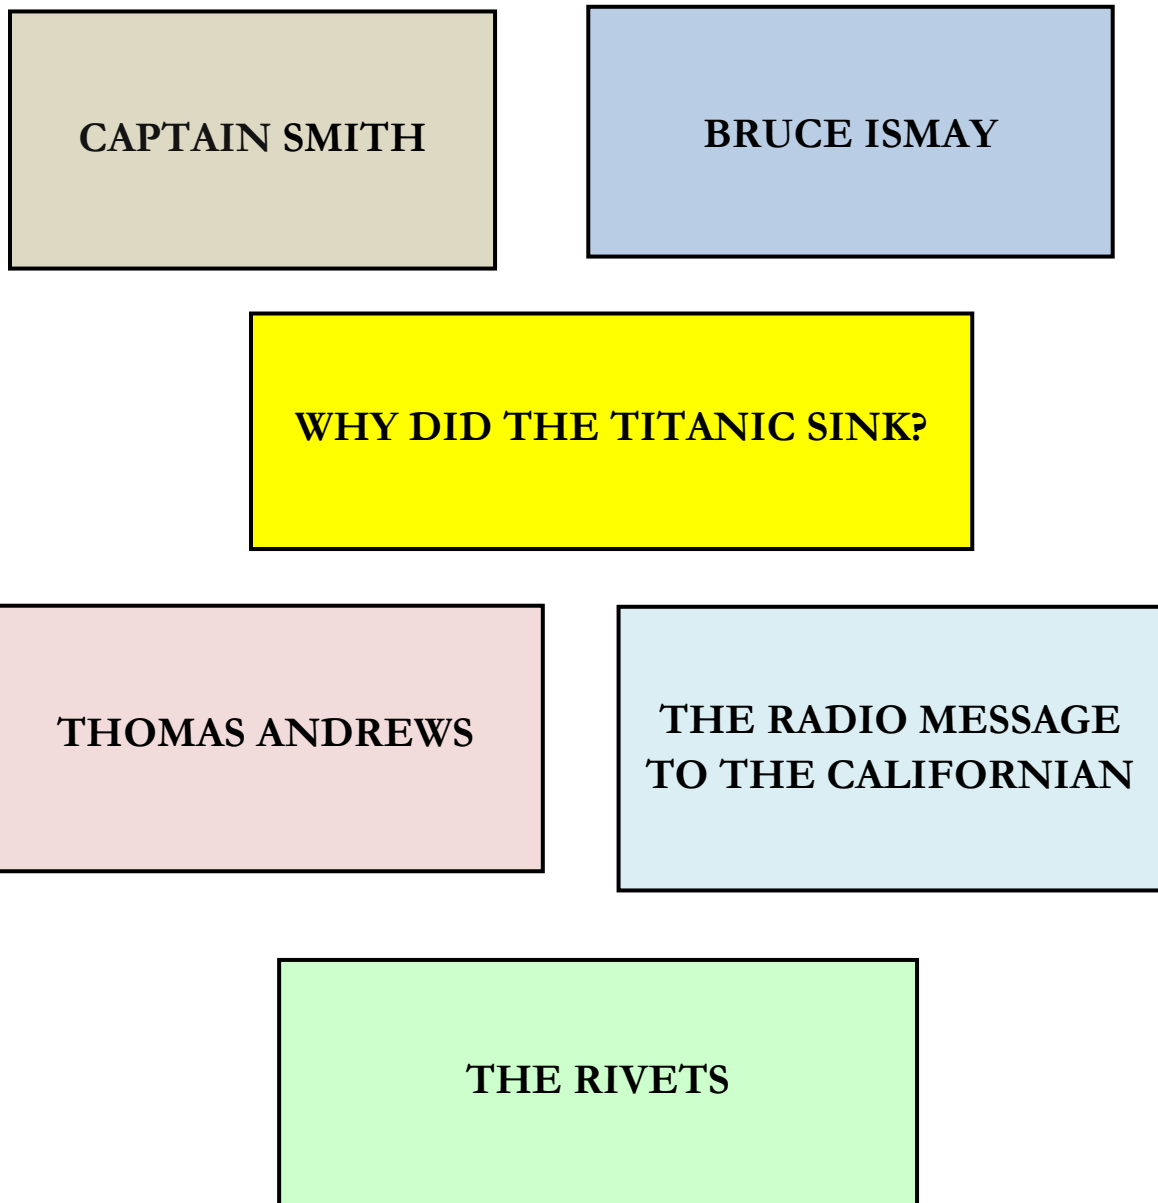 CAPTAIN SMITH
BRUCE ISMAY
WHY DID THE TITANIC SINK?
THOMAS ANDREWS
THE RADIO MESSAGE
TO THE CALIFORNIAN
THE RIVETS